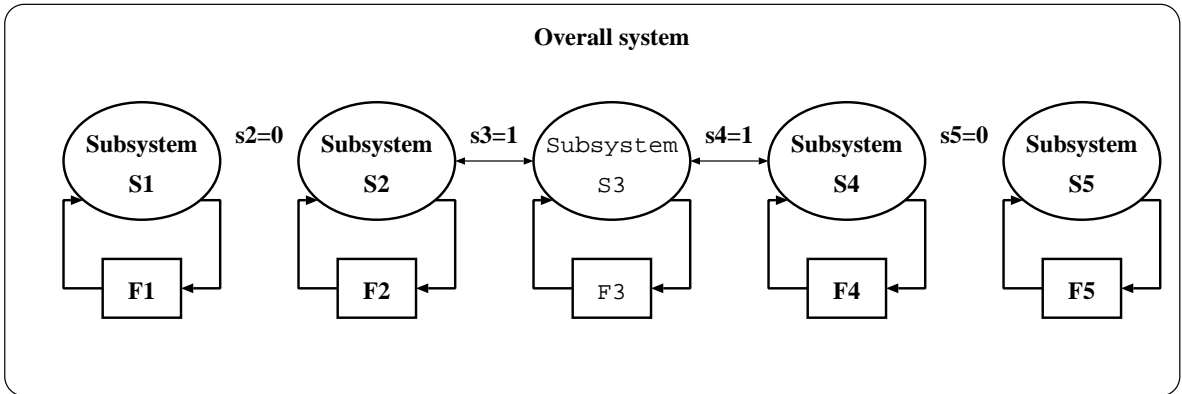 Overall system
Subsystem
S1
s2=0
Subsystem
S2
s3=1
Subsystem
S3
s4=1
Subsystem
S4
s5=0
Subsystem
S5
F1
F2
F3
F4
F5